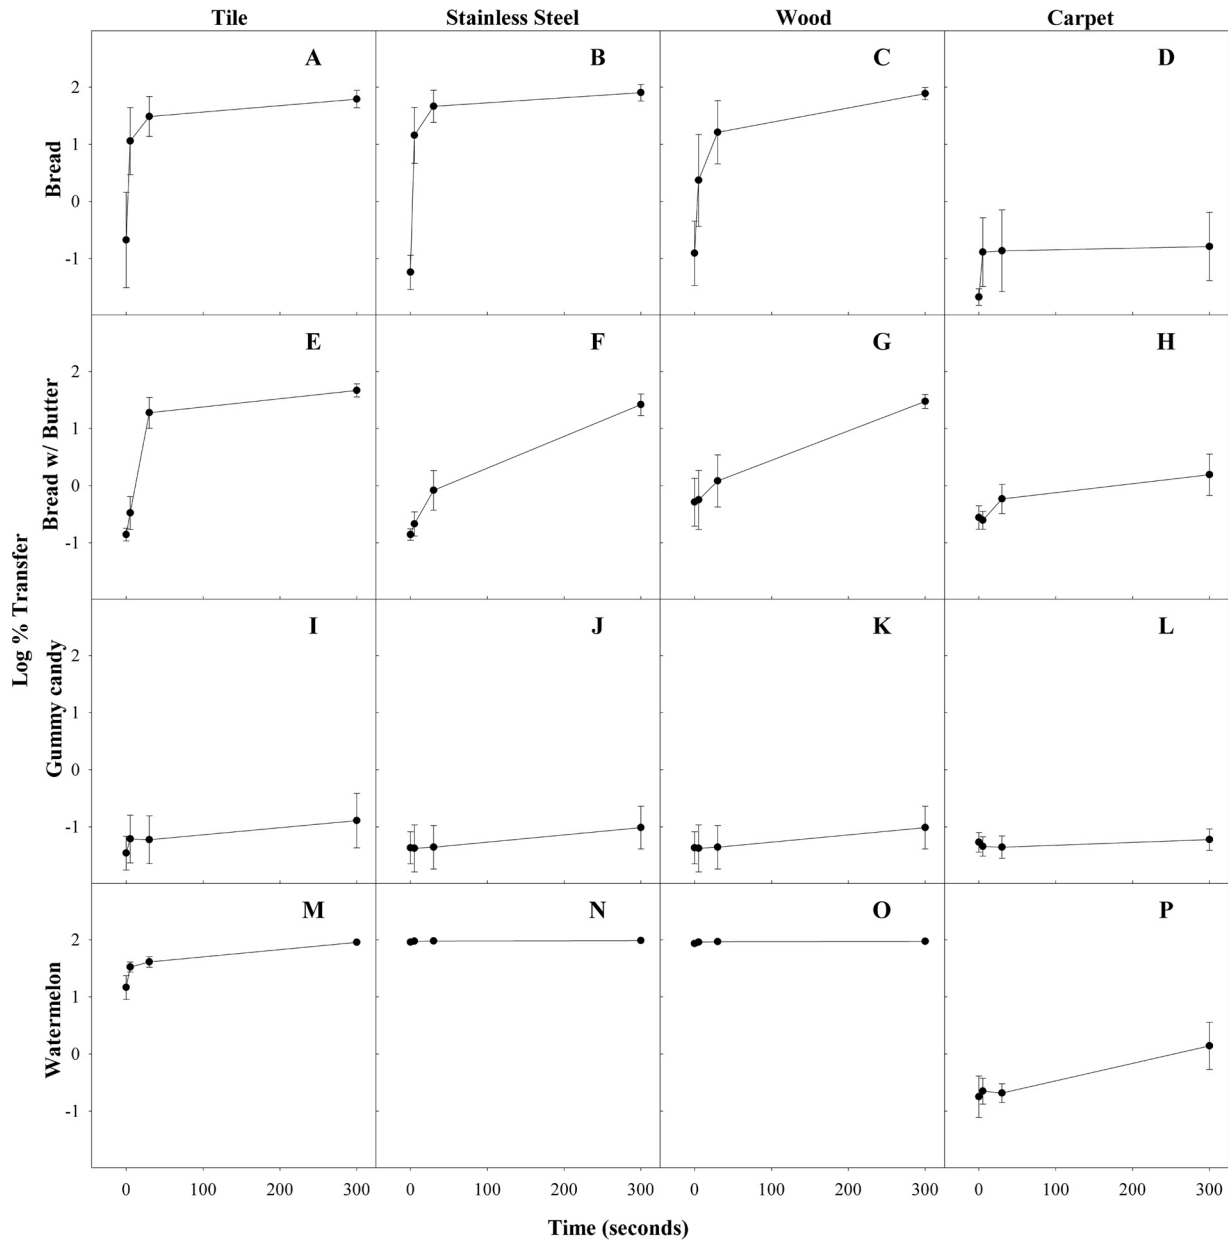 Tile Stainless Steel Wood Carpet
A B C D
2
1
0
-1
Bread
E F G H
2
1
0
-1
Bread w/ Butter
Log % Transfer
I J K L
2
1
0
-1
Gummy candy
M N O P
2
1
0
-1
Watermelon
0 100 200 300 0 100 200 300 0 100 200 300 0 100 200 300
Time (seconds)